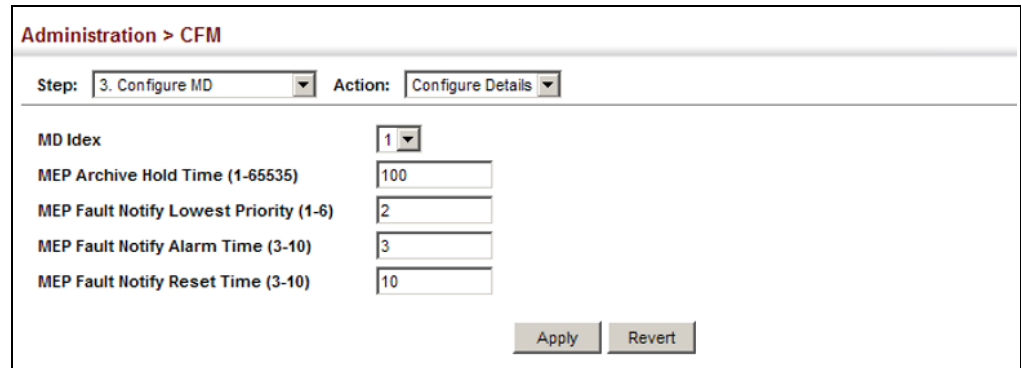 Administration > CFM
Step: 3. Configure MD Action: Configure Details
MD Idex 1
MEP Archive Hold Time (1-65535) 100
MEP Fault Notify Lowest Priority (1-6) 2
MEP Fault Notify Alarm Time (3-10) 3
MEP Fault Notify Reset Time (3-10) 10
Apply Revert